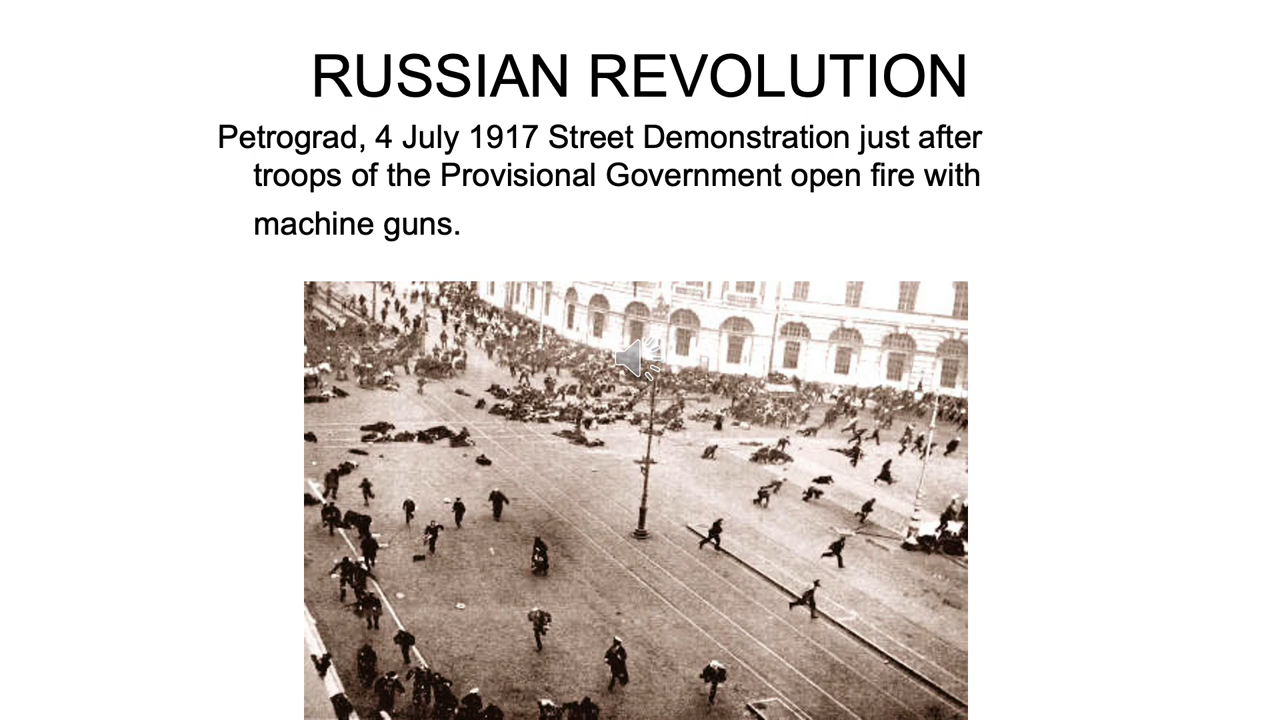 RUSSIAN REVOLUTION
Petrograd, 4 July 1917 Street Demonstration just after
troops of the Provisional Government open fire with
machine guns.